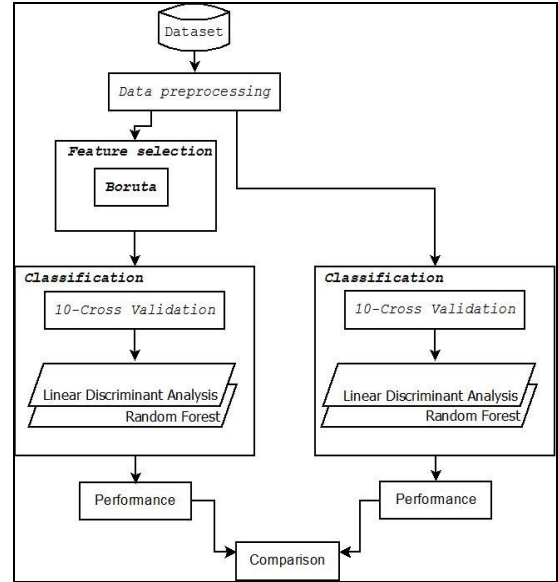 Dataset
Data preprocessing
Feature selection
Boruta
Classification
10-Cross Validation
Linear Discriminant Analysis
Random Forest
Performance
Classification
10-Cross Validation
Linear Discriminant Analysis
Random Forest
Performance
Comparison